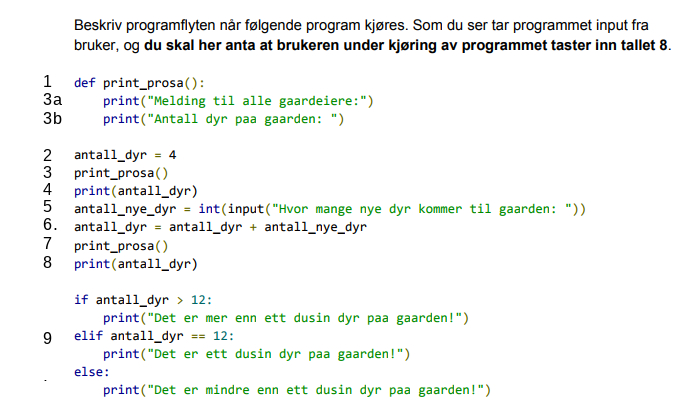 Beskriv programflyten når følgende program kjøres. Som du ser tar programmet input fra
bruker, og du skal her anta at brukeren under kjøring av programmet taster inn tallet 8.
1 def print_prosa():
3a print("Melding til alle gaardeiere:")
3b print("Antall dyr paa gaarden: ")
2 antall_dyr = 4
3 print_prosa()
4 print(antall_dyr)
5 antall_nye_dyr = int(input("Hvor mange nye dyr kommer til gaarden: "))
6. antall_dyr = antall_dyr + antall_nye_dyr
7 print_prosa()
8 print(antall_dyr)
if antall_dyr > 12:
print("Det er mer enn ett dusin dyr paa gaarden!")
9 elif antall_dyr == 12:
print("Det er ett dusin dyr paa gaarden!")
. else:
print("Det er mindre enn ett dusin dyr paa gaarden!")